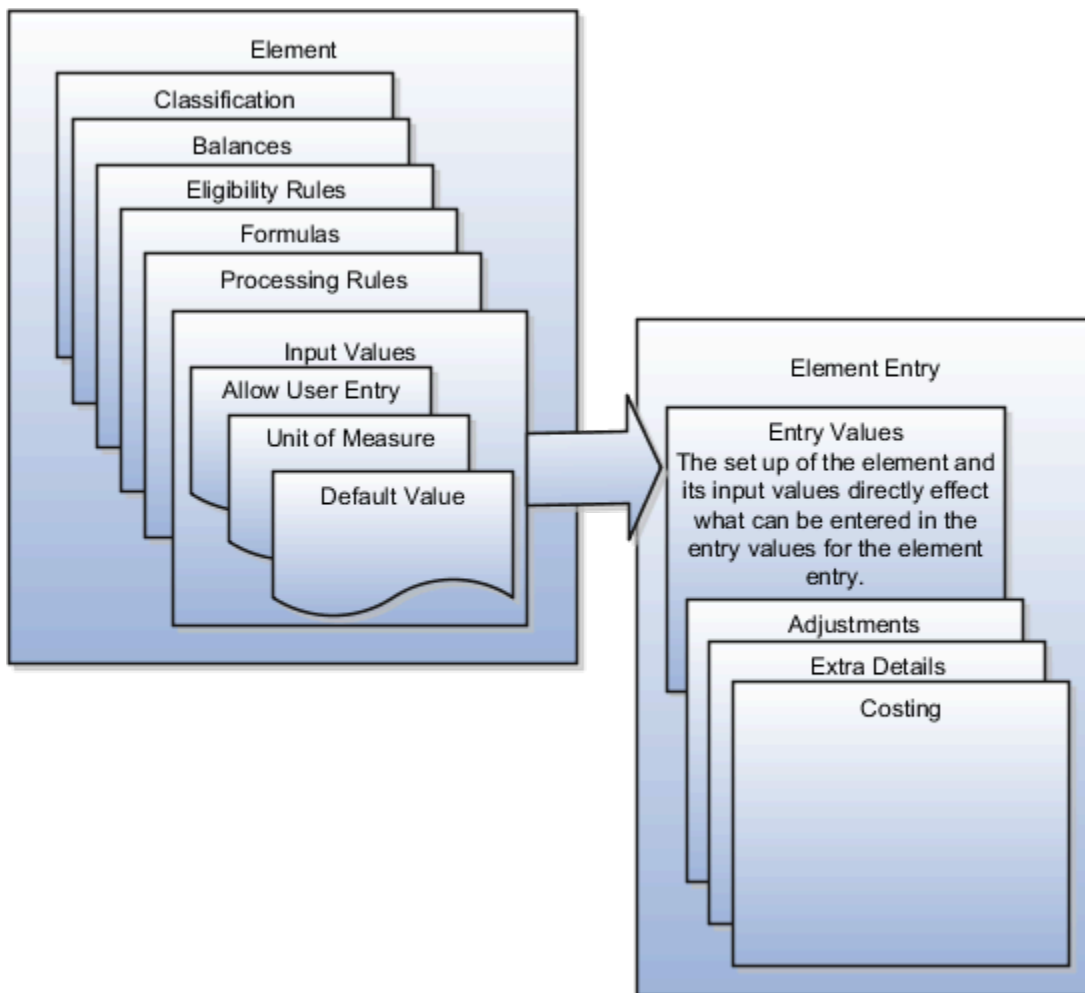 Element
Classification
Balances
Eligibility Rules
Formulas
Processing Rules
Input Values
Allow User Entry
Unit of Measure
Default Value
Element Entry
Entry Values
The set up of the element and
its input values directly effect
what can be entered in the
entry values for the element
entry.
Adjustments
Extra Details
Costing